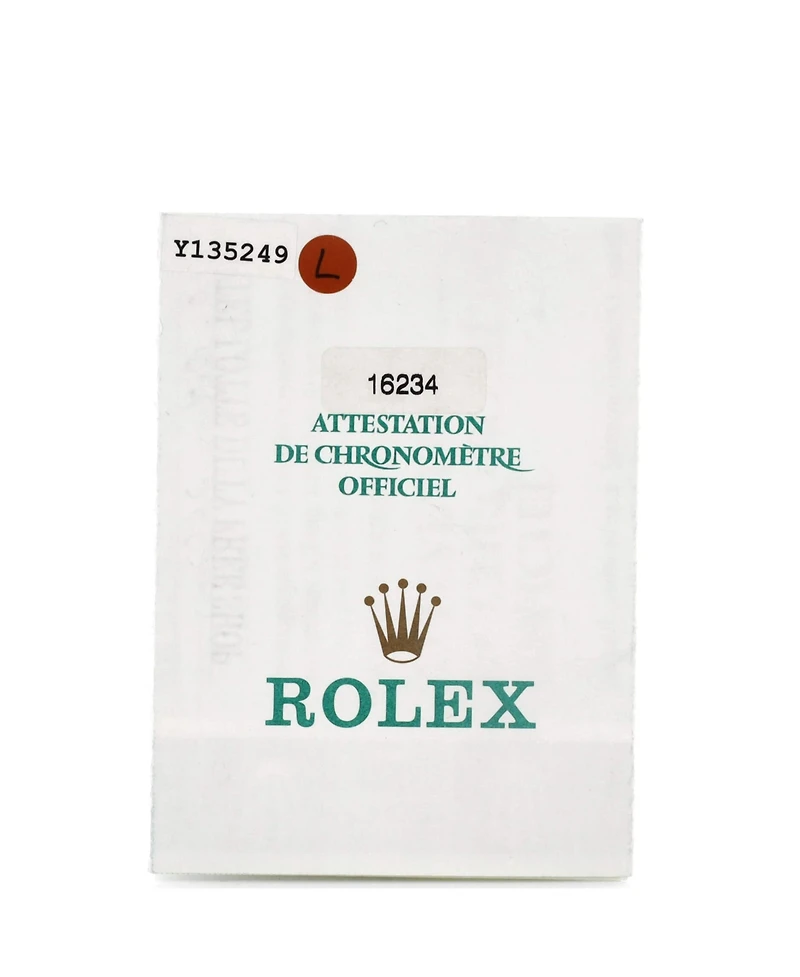 Y135249
L
16234
ATTESTATION
DE CHRONOMÈTRE
OFFICIEL
ROLEX